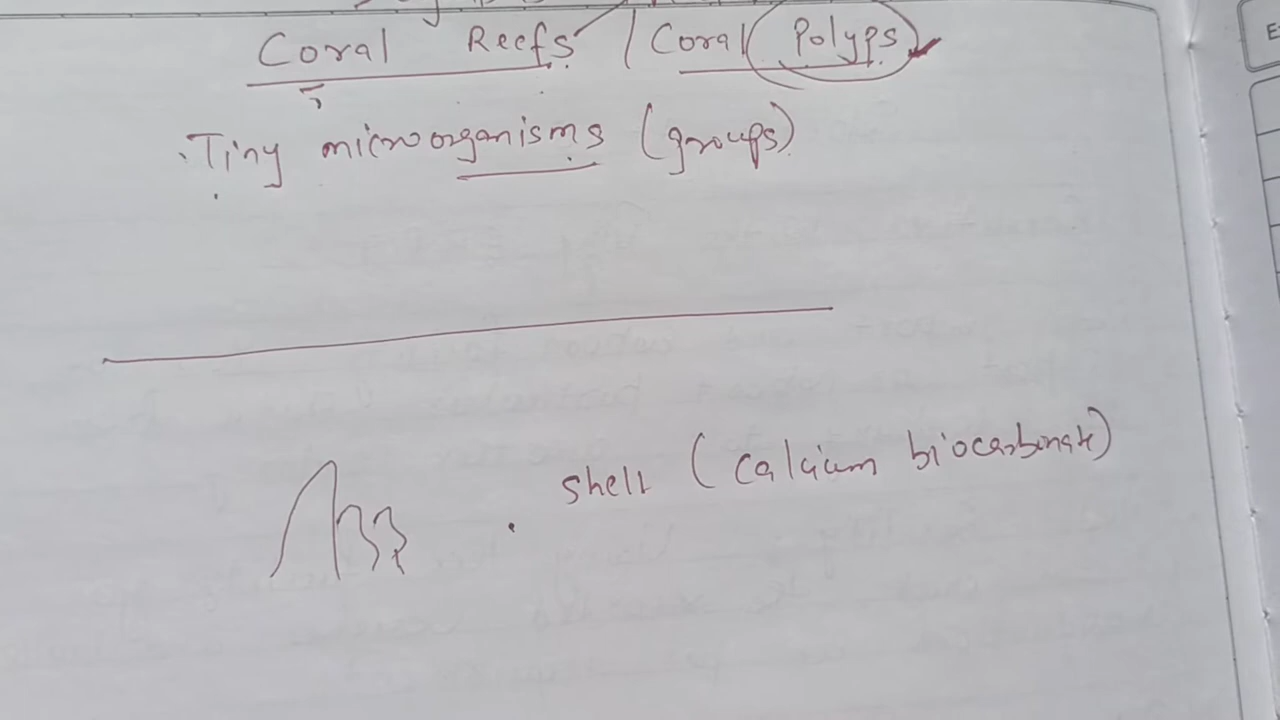 Coral Reefs / Coral Polyps
Tiny microorganisms (groups)
shell (Calcium biocarbonate)